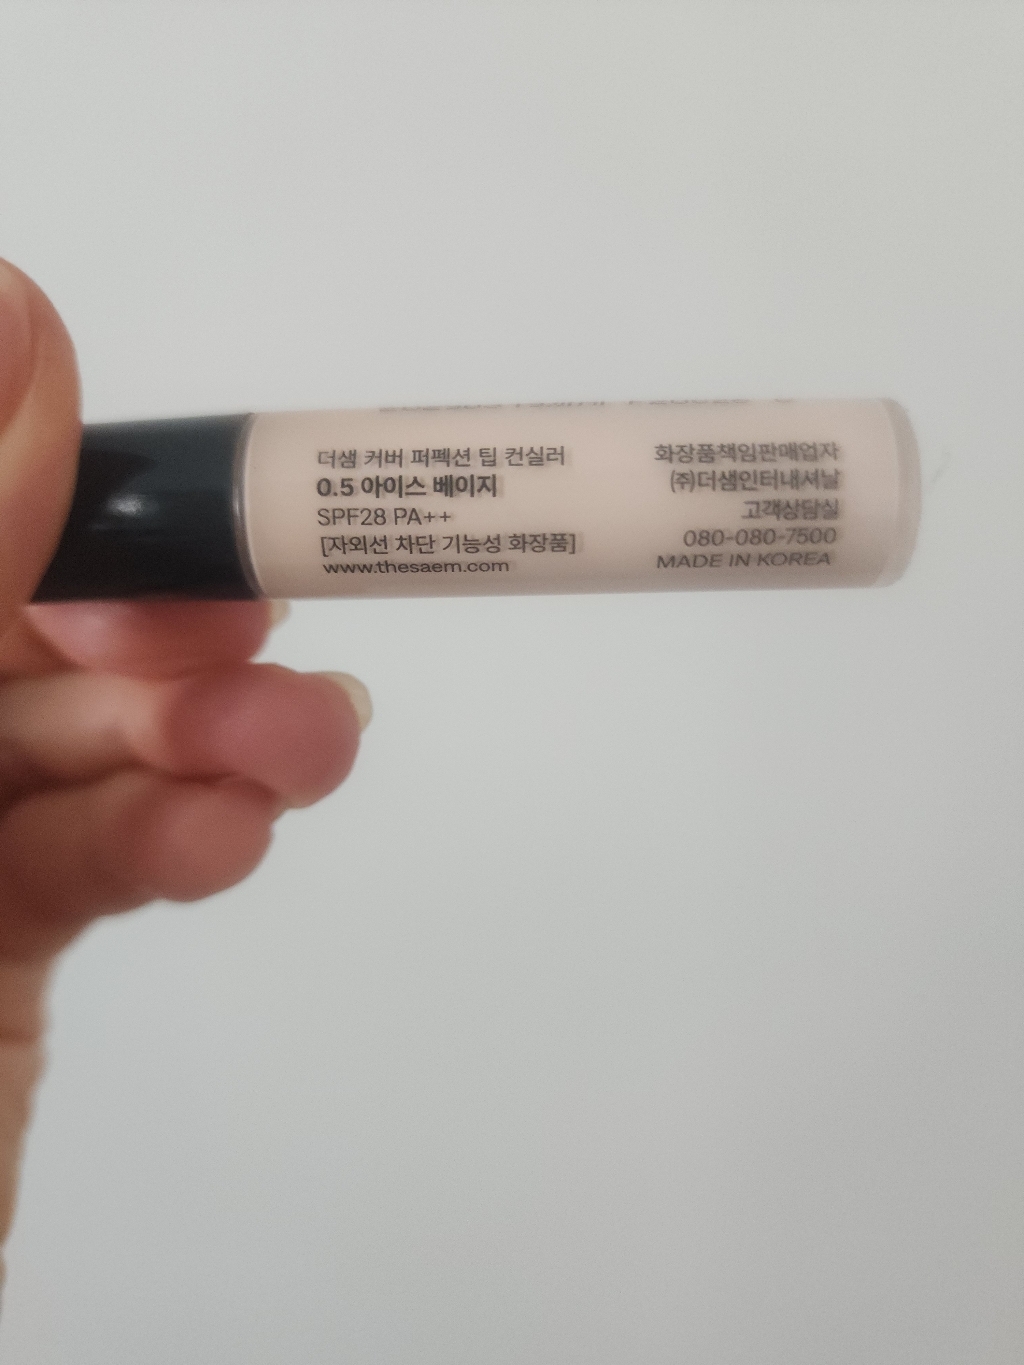 더샘 커버 퍼펙션 팁 컨실러
0.5 아이스 베이지
SPF28 PA++
[자외선 차단 기능성 화장품]
www.thesaem.com
화장품책임판매업자
(주)더샘인터내셔날
고객상담실
080-080-7500
MADE IN KOREA